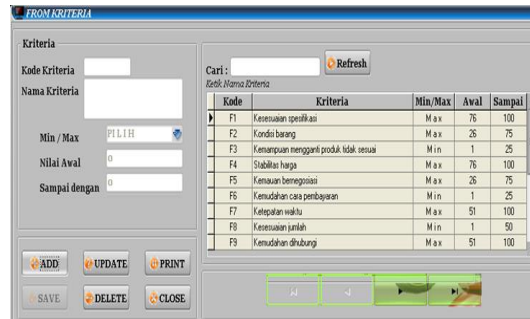 FROM KRITERIA
Kriteria
Kode Kriteria
Nama Kriteria
Min / Max PILIH
Nilai Awal 0
Sampai dengan 0
ADD UPDATE PRINT
SAVE DELETE CLOSE
Cari : Refresh
Ketik Nama Kriteria
Kode Kriteria Min/Max Awal Sampai
F1 Kesesuaian spesifikasi Max 76 100
F2 Kondisi barang Max 26 75
F3 Kemampuan mengganti produk tidak sesuai Min 1 25
F4 Stabilitas harga Max 76 100
F5 Kemauan bernegosiasi Max 26 75
F6 Kemudahan cara pembayaran Min 1 25
F7 Ketepatan waktu Max 51 100
F8 Kesesuaian jumlah Min 1 50
F9 Kemudahan dihubungi Max 51 100